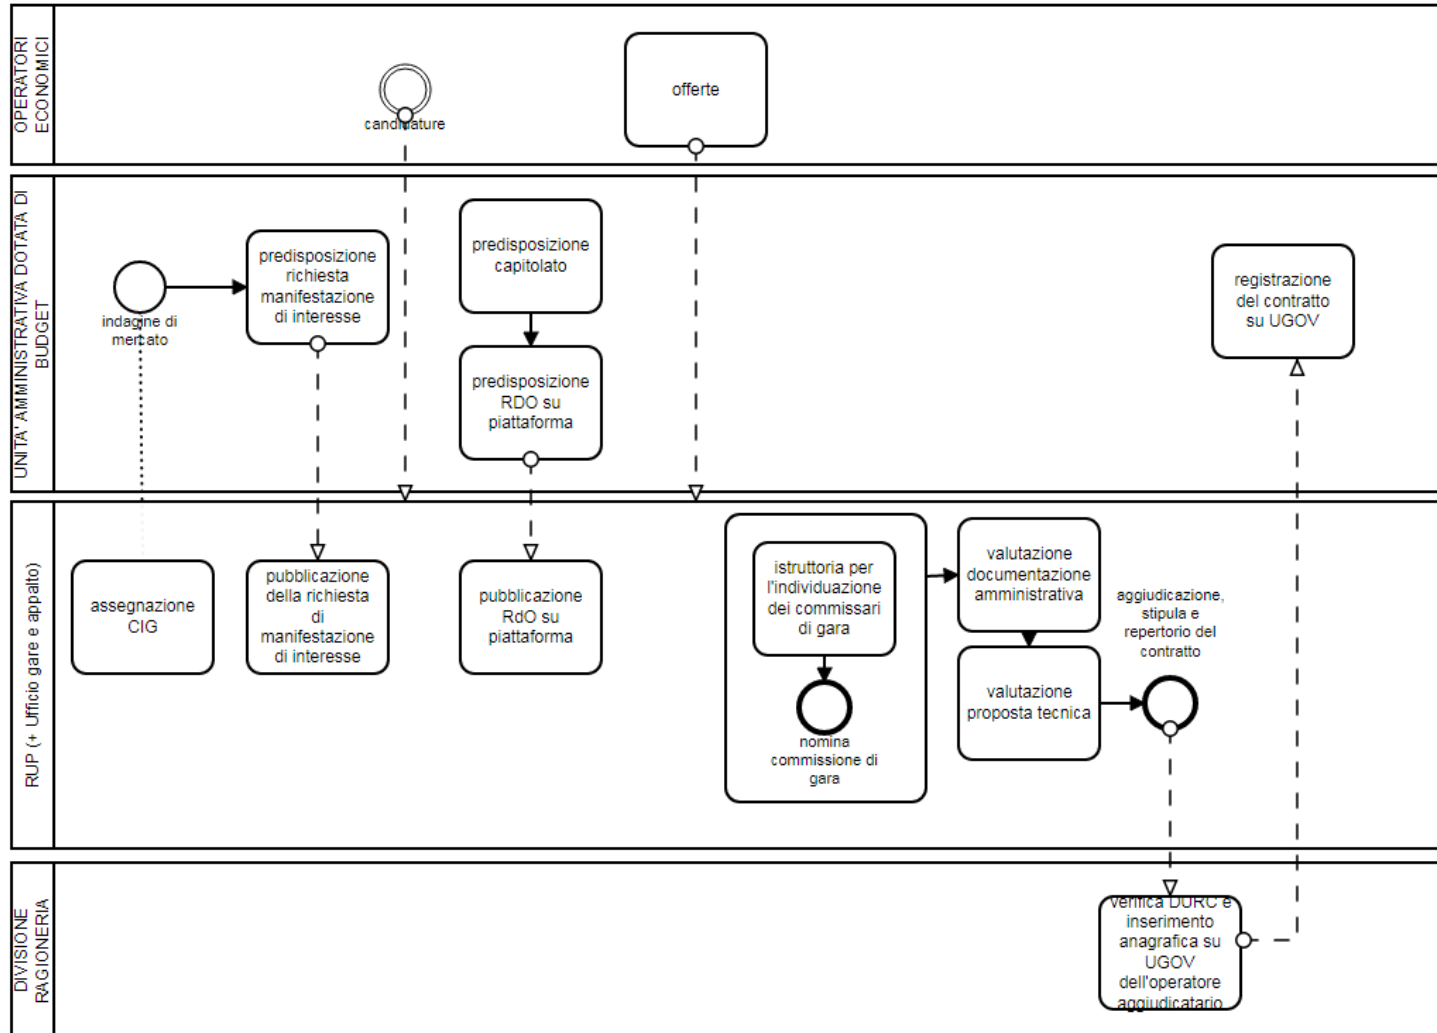 OPERATORI
ECONOMICI
candidature
offerte
UNITA' AMMINISTRATIVA DOTATA DI
BUDGET
indagine di
mercato
predisposizione
richiesta
manifestazione
di interesse
predisposizione
capitolato
predisposizione
RDO su
piattaforma
registrazione
del contratto
su UGOV
RUP (+ Ufficio gare e appalto)
assegnazione
CIG
pubblicazione
della richiesta
di
manifestazione
di interesse
pubblicazione
RdO su
piattaforma
istruttoria per
l'individuazione
dei commissari
di gara
nomina
commissione di
gara
valutazione
documentazione
amministrativa
valutazione
proposta tecnica
aggiudicazione,
stipula e
repertorio del
contratto
DIVISIONE
RAGIONERIA
verifica DURC e
inserimento
anagrafica su
UGOV
dell'operatore
aggiudicatario